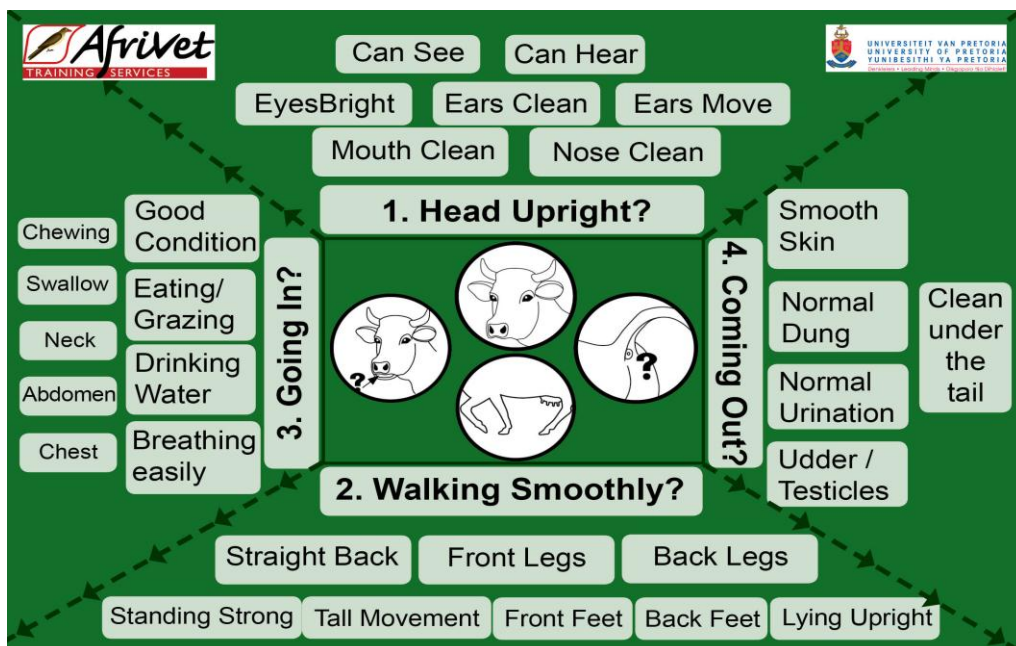 AfriVet
TRAINING SERVICES
UNIVERSITEIT VAN PRETORIA
UNIVERSITY OF PRETORIA
YUNIBESITHI YA PRETORIA
Can See
Can Hear
EyesBright
Ears Clean
Ears Move
Mouth Clean
Nose Clean
1. Head Upright?
3. Going In?
Good
Condition
Eating/
Grazing
Drinking
Water
Breathing
easily
Chewing
Swallow
Neck
Abdomen
Chest
?
?
4. Coming Out?
Smooth
Skin
Normal
Dung
Normal
Urination
Udder /
Testicles
Clean
under
the
tail
2. Walking Smoothly?
Straight Back
Front Legs
Back Legs
Standing Strong
Tall Movement
Front Feet
Back Feet
Lying Upright